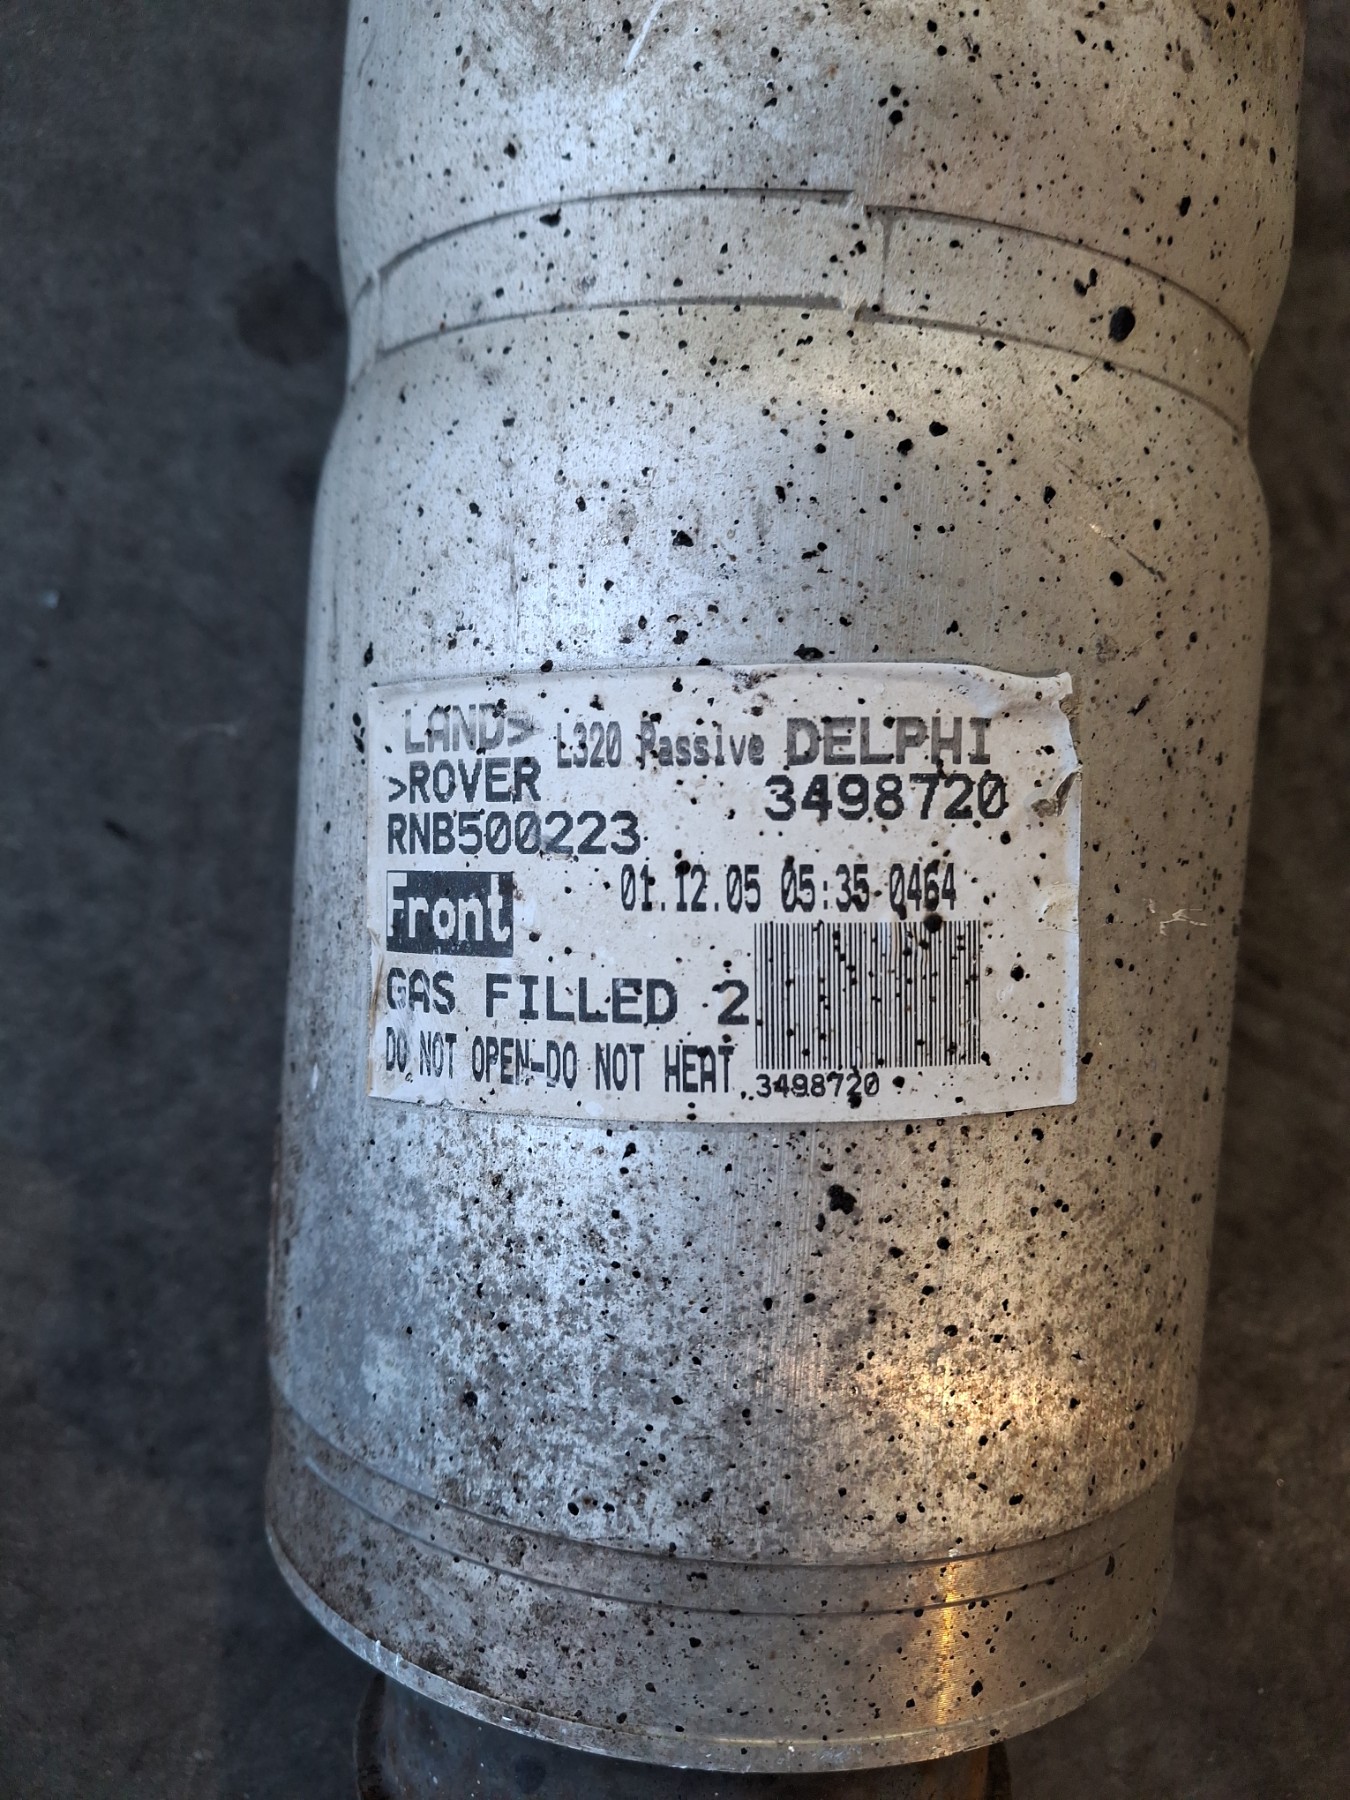 LAND> L320 Passive DELPHI
>ROVER 3498720
RNB500223
01.12.05 05:35 0464
Front
GAS FILLED 2
DO NOT OPEN-DO NOT HEAT
3498720